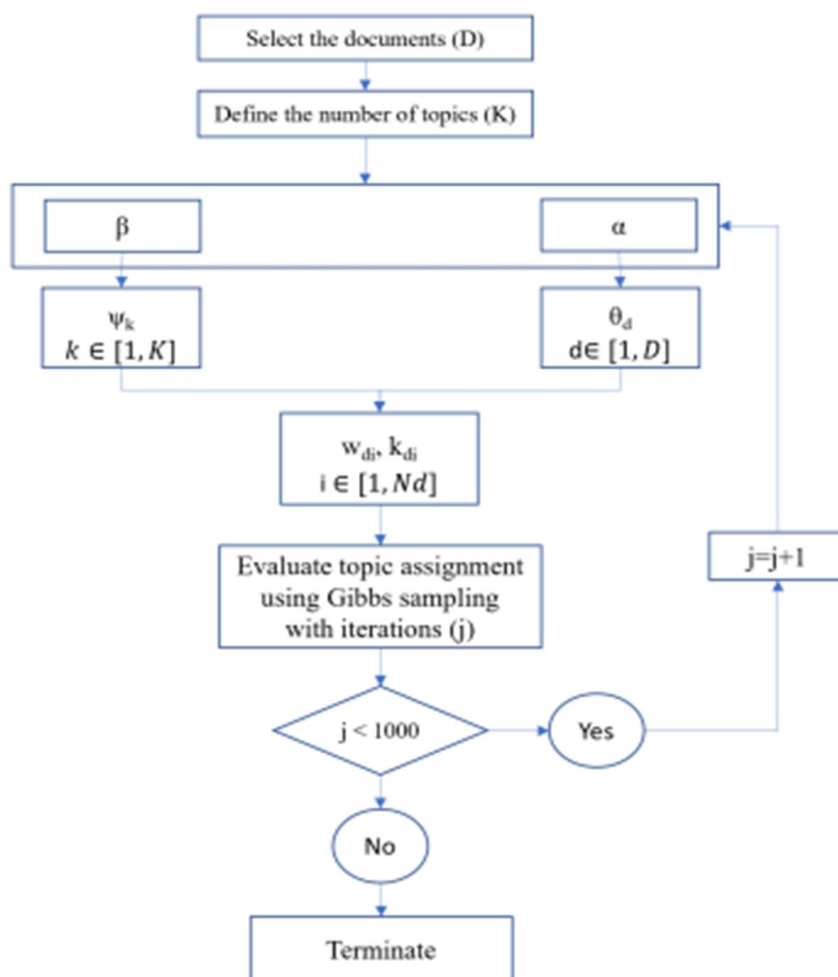 Select the documents (D)
Define the number of topics (K)
β
α
ψk
k ∈ [1, K]
θd
d∈ [1, D]
wdi, kdi
i ∈ [1, Nd]
Evaluate topic assignment
using Gibbs sampling
with iterations (j)
j=j+1
j < 1000
Yes
No
Terminate